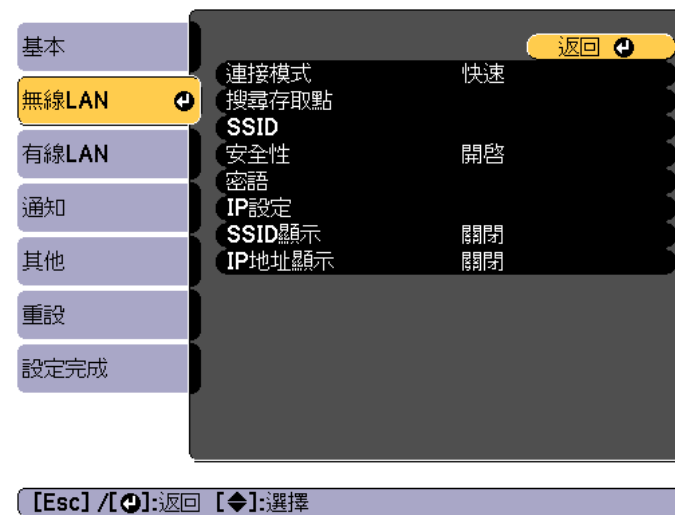 基本
無線LAN
有線LAN
通知
其他
重設
設定完成
返回
連接模式 快速
搜尋存取點
SSID
安全性 開啓
密語
IP設定
SSID顯示 關閉
IP地址顯示 關閉
[Esc] /[ ]:返回 [ ]:選擇